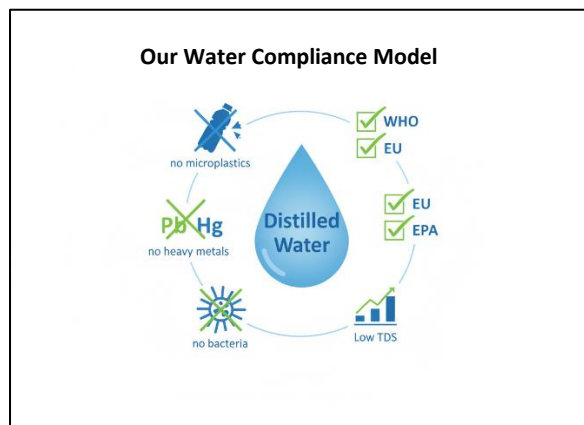 Our Water Compliance Model
WHO
EU
no microplastics
EU
EPA
Distilled
Water
Pb Hg
no heavy metals
no bacteria
Low TDS